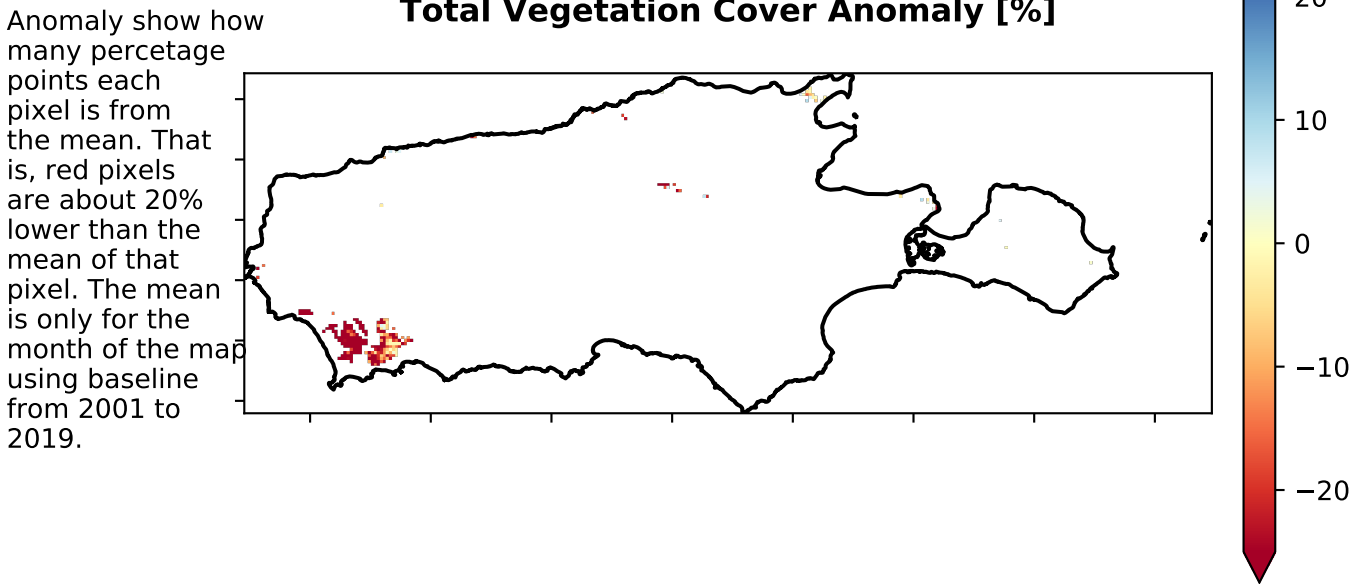 Total Vegetation Cover Anomaly [%]
Anomaly show how
many percetage
points each
pixel is from
the mean. That
is, red pixels
are about 20%
lower than the
mean of that
pixel. The mean
is only for the
month of the map
using baseline
from 2001 to
2019.
20
10
0
−10
−20